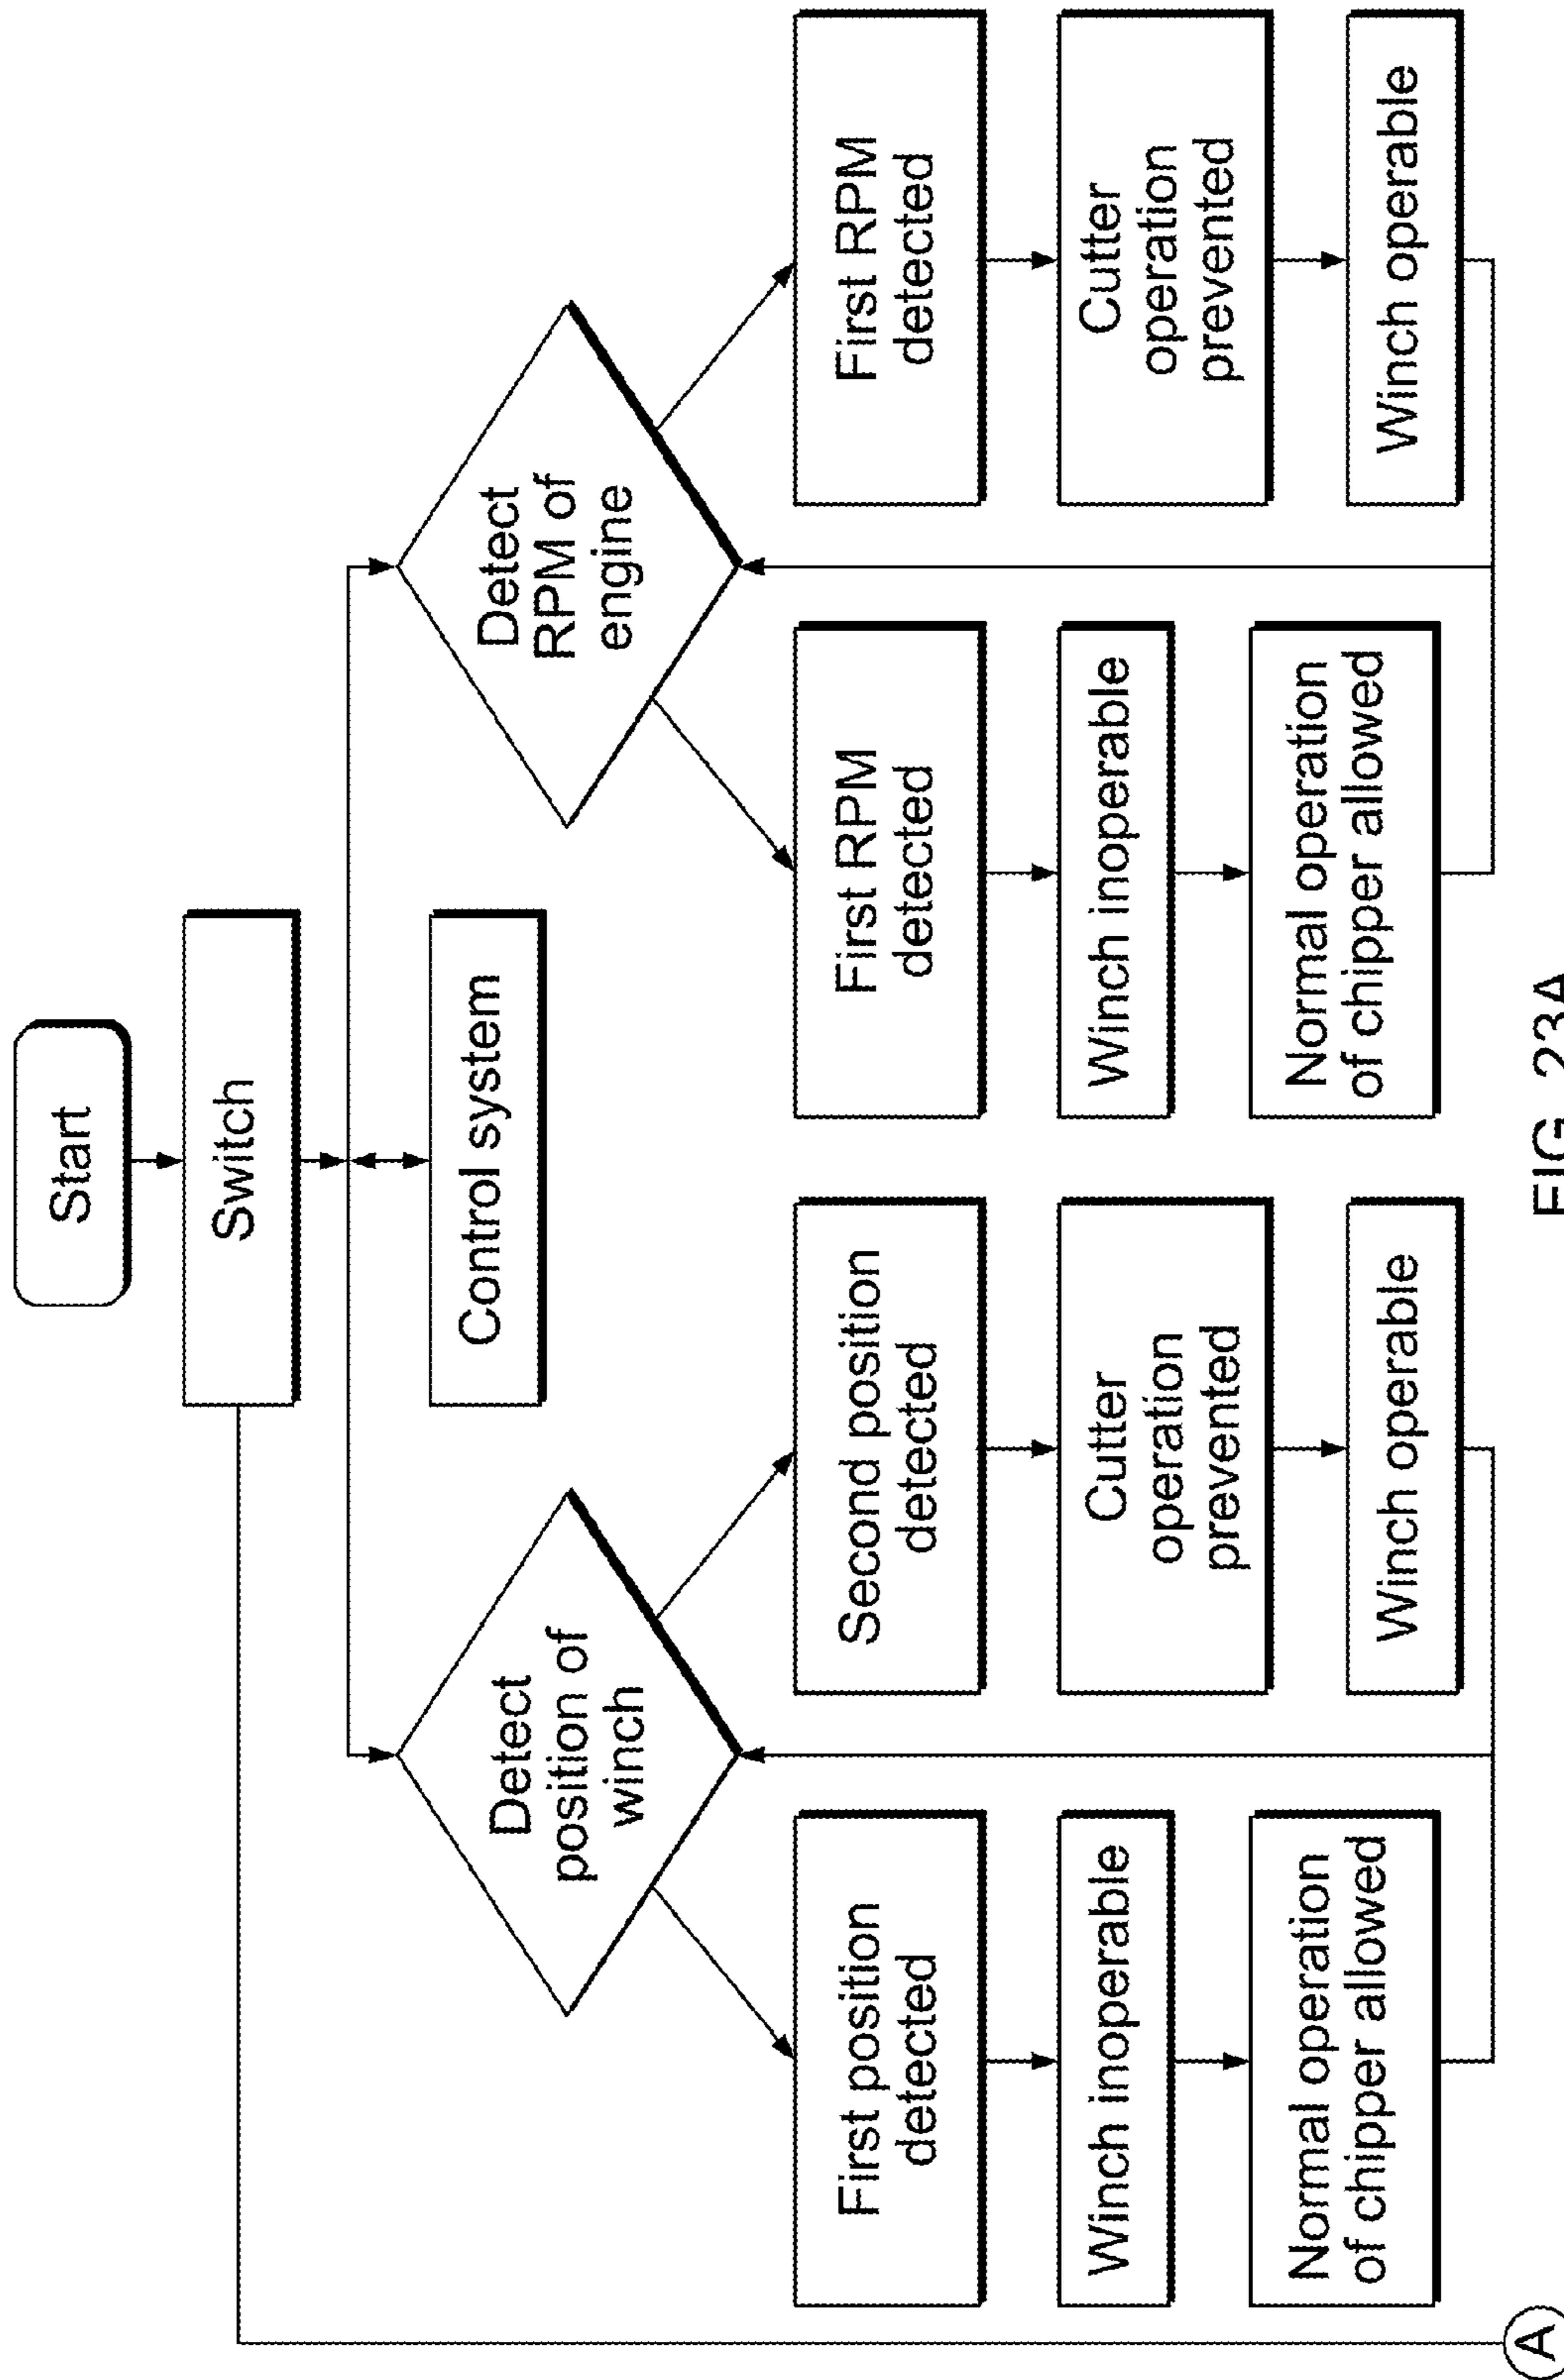 Start
Switch
Control system
Detect
position of
winch
Detect
RPM of
engine
First position
detected
Second position
detected
First RPM
detected
First RPM
detected
Winch inoperable
Cutter
operation
prevented
Winch inoperable
Cutter
operation
prevented
Normal operation
of chipper allowed
Winch operable
Normal operation
of chipper allowed
Winch operable
A
FIG. 23A